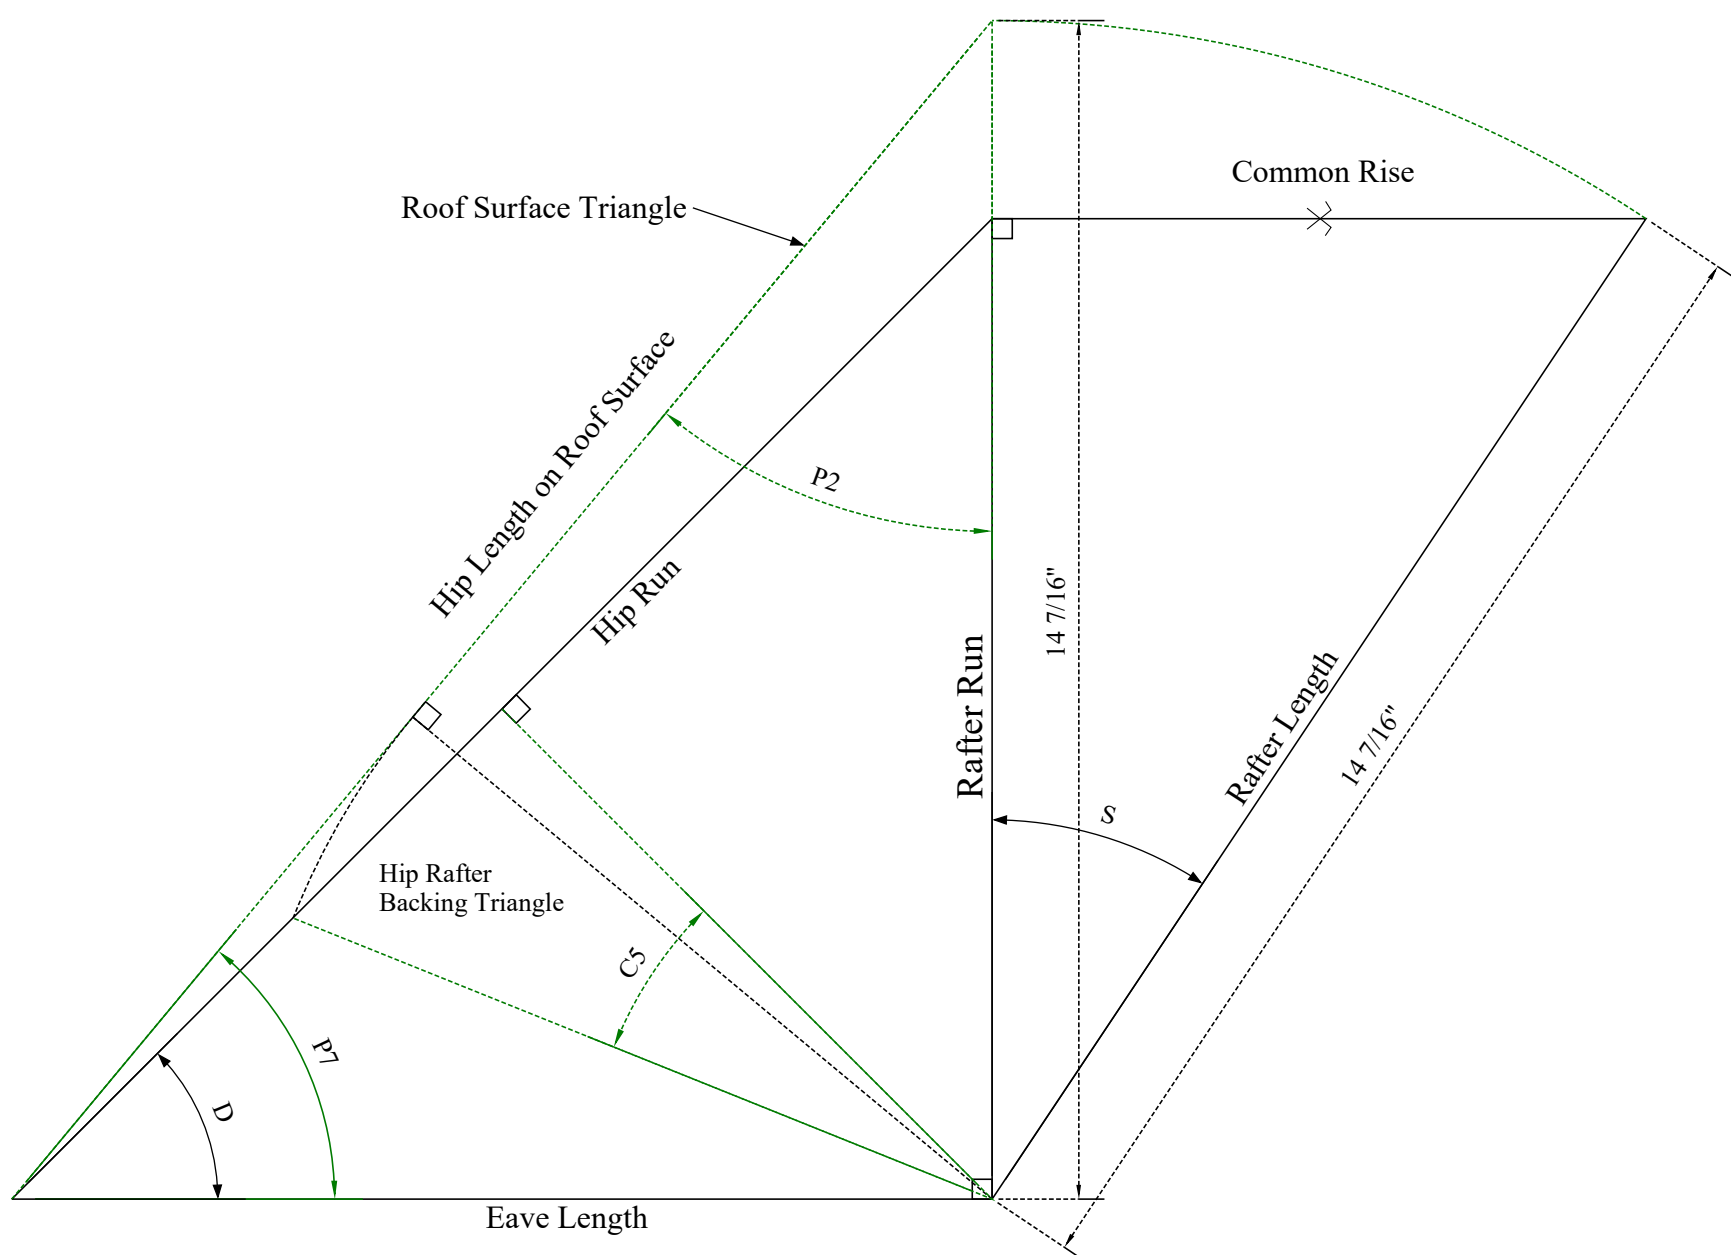 Common Rise
Roof Surface Triangle
Hip Length on Roof Surface
P2
Hip Run
14 7/16"
Rafter Run
Rafter Length
14 7/16"
S
Hip Rafter
Backing Triangle
C5
P7
D
Eave Length